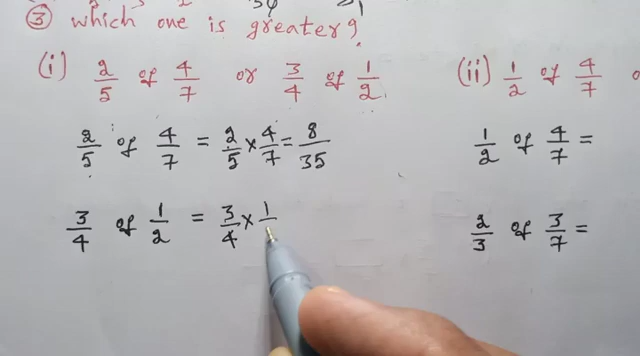 ③ which one is greater?
(i) 2/5 of 4/7 or 3/4 of 1/2 (ii) 1/2 of 4/7
2/5 of 4/7 = 2/5 × 4/7 = 8/35 1/2 of 4/7 =
3/4 of 1/2 = 3/4 × 1/ 2/3 of 3/7 =